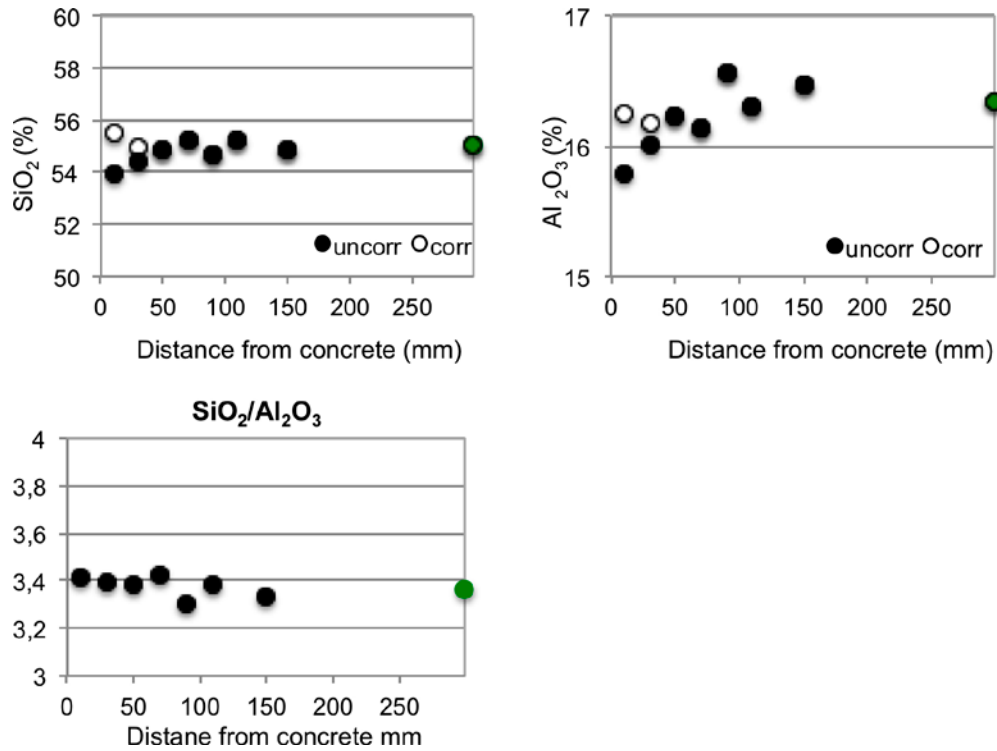 60
58
56
54
52
50
SiO2 (%)
uncorr corr
0 50 100 150 200 250
Distance from concrete (mm)
17
16
15
Al2O3 (%)
uncorr corr
0 50 100 150 200 250
Distance from concrete (mm)
SiO2/Al2O3
4
3,8
3,6
3,4
3,2
3
0 50 100 150 200 250
Distane from concrete mm